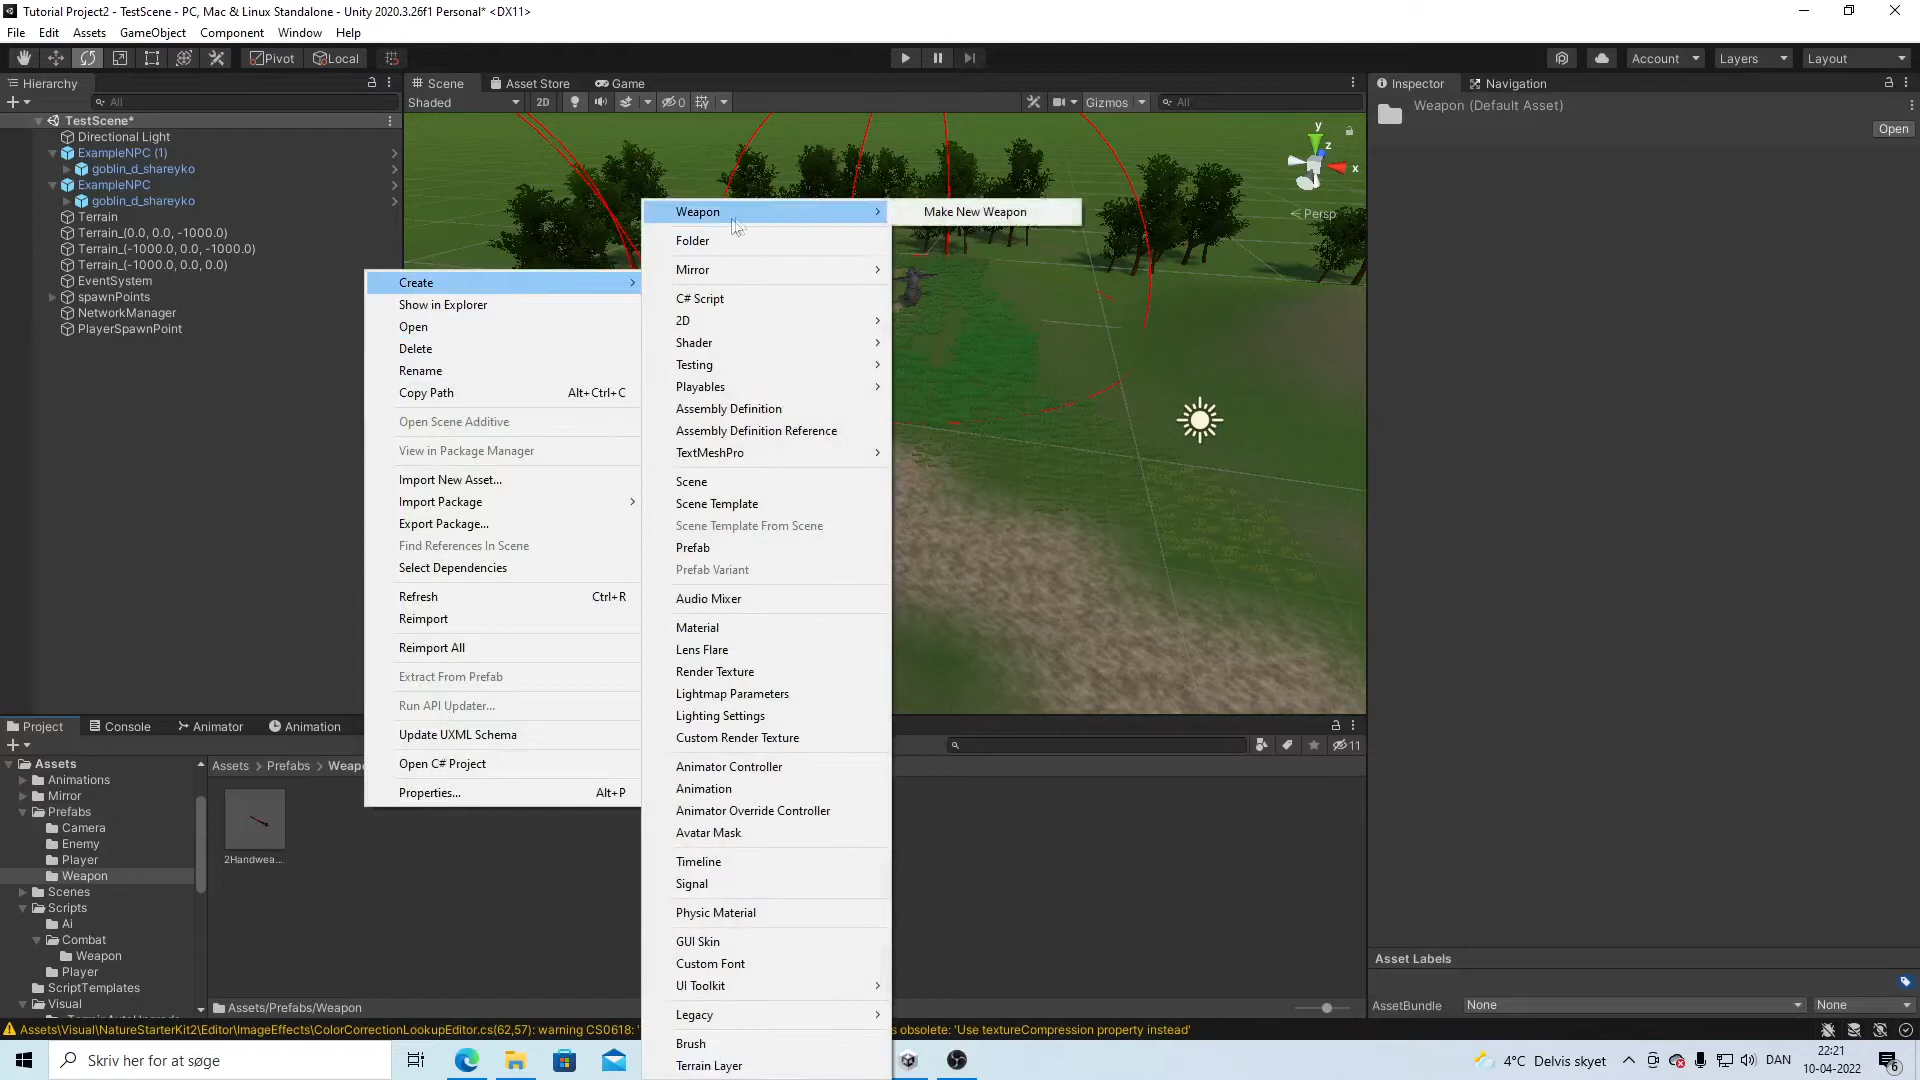 Tutorial Project2 - TestScene - PC, Mac & Linux Standalone - Unity 2020.3.26f1 Personal* <DX11>
File Edit Assets GameObject Component Window Help
Pivot Local Account Layers Layout
Hierarchy
All
TestScene*
Directional Light
ExampleNPC (1)
goblin_d_shareyko
ExampleNPC
goblin_d_shareyko
Terrain
Terrain_(0.0, 0.0, -1000.0)
Terrain_(-1000.0, 0.0, -1000.0)
Terrain_(-1000.0, 0.0, 0.0)
EventSystem
spawnPoints
NetworkManager
PlayerSpawnPoint
Scene Asset Store Game
Shaded 2D 0 Gizmos All
y
z
x
Persp
Create
Show in Explorer
Open
Delete
Rename
Copy Path Alt+Ctrl+C
Open Scene Additive
View in Package Manager
Import New Asset...
Import Package
Export Package...
Find References In Scene
Select Dependencies
Refresh Ctrl+R
Reimport
Reimport All
Extract From Prefab
Run API Updater...
Update UXML Schema
Open C# Project
Properties... Alt+P
Weapon
Folder
Mirror
C# Script
2D
Shader
Testing
Playables
Assembly Definition
Assembly Definition Reference
TextMeshPro
Scene
Scene Template
Scene Template From Scene
Prefab
Prefab Variant
Audio Mixer
Material
Lens Flare
Render Texture
Lightmap Parameters
Lighting Settings
Custom Render Texture
Animator Controller
Animation
Animator Override Controller
Avatar Mask
Timeline
Signal
Physic Material
GUI Skin
Custom Font
UI Toolkit
Legacy
Brush
Terrain Layer
Make New Weapon
Inspector Navigation
Weapon (Default Asset)
Open
Asset Labels
AssetBundle None None
Project Console Animator Animation
11
Assets
Animations
Mirror
Prefabs
Camera
Enemy
Player
Weapon
Scenes
Scripts
Ai
Combat
Weapon
Player
ScriptTemplates
Visual
Assets > Prefabs > Weapo
2Handwea...
Assets/Prefabs/Weapon
Assets\Visual\NatureStarterKit2\Editor\ImageEffects\ColorCorrectionLookupEditor.cs(62,57): warning CS0618: '
s obsolete: 'Use textureCompression property instead'
Skriv her for at søge
4°C Delvis skyet
DAN
22:21
10-04-2022
6